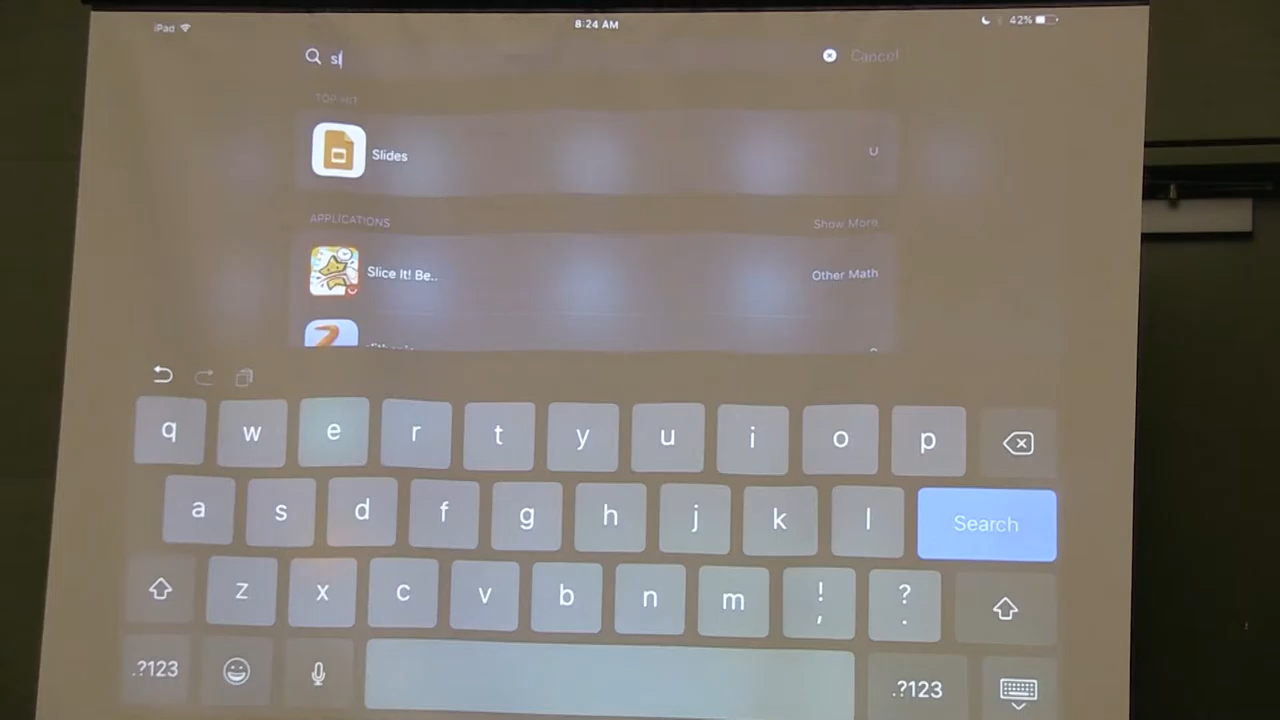 iPad
8:24 AM
42%
sl
Cancel
TOP HIT
Slides
U
APPLICATIONS
Show More
Slice It! Be..
Other Math
q w e r t y u i o p
a s d f g h j k l Search
z x c v b n m ! , ? .
.?123 .?123